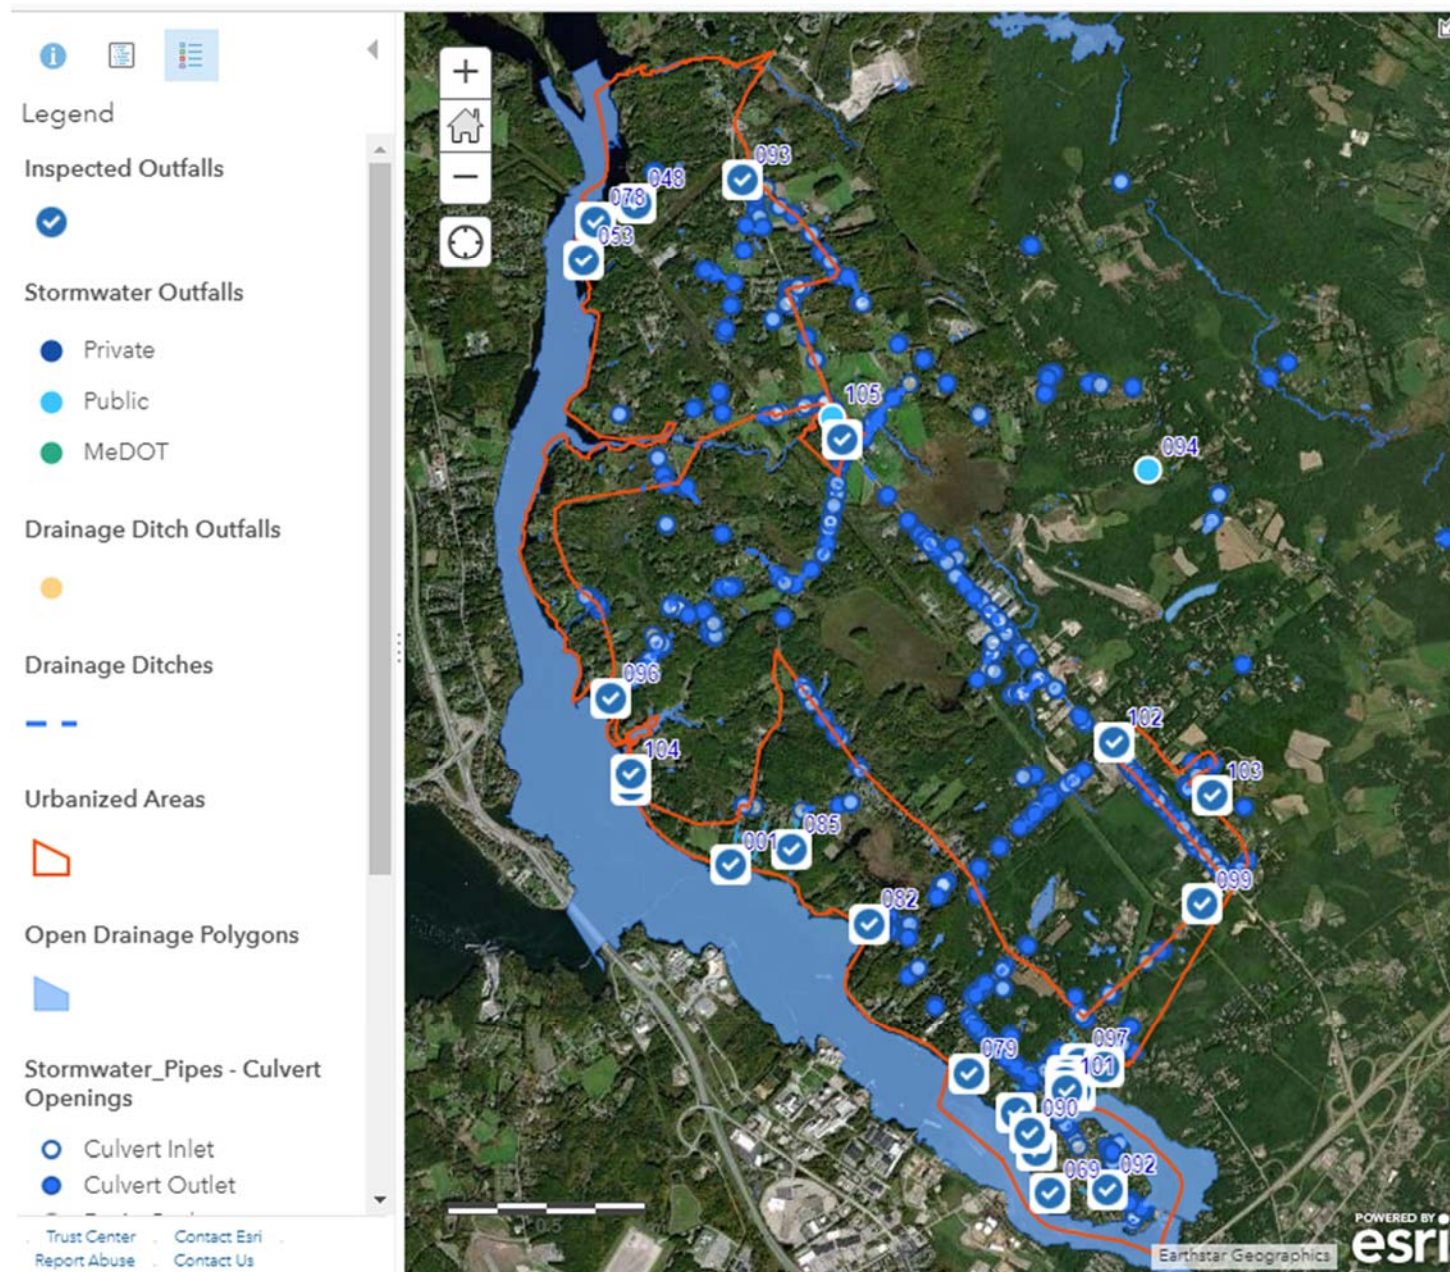 Legend
Inspected Outfalls
Stormwater Outfalls
Private
Public
MeDOT
Drainage Ditch Outfalls
Drainage Ditches
Urbanized Areas
Open Drainage Polygons
Stormwater_Pipes - Culvert
Openings
Culvert Inlet
Culvert Outlet
Trust Center
Contact Esri
Report Abuse
Contact Us
+
−
093
048
078
053
105
094
096
104
102
103
001
085
082
099
079
097
101
090
069
092
0.5
Earthstar Geographics
POWERED BY
esri